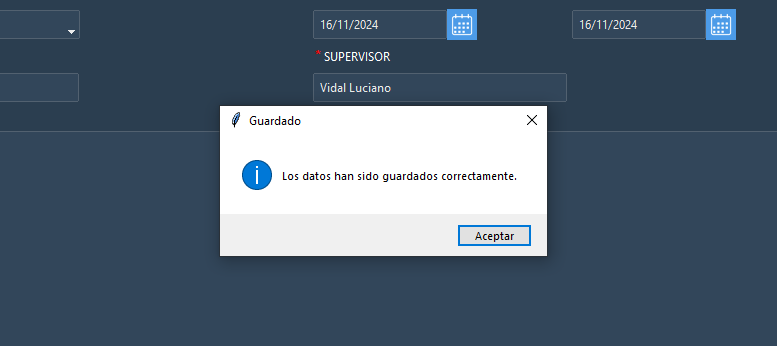 16/11/2024 16/11/2024
* SUPERVISOR
Vidal Luciano
Guardado
Los datos han sido guardados correctamente.
Aceptar